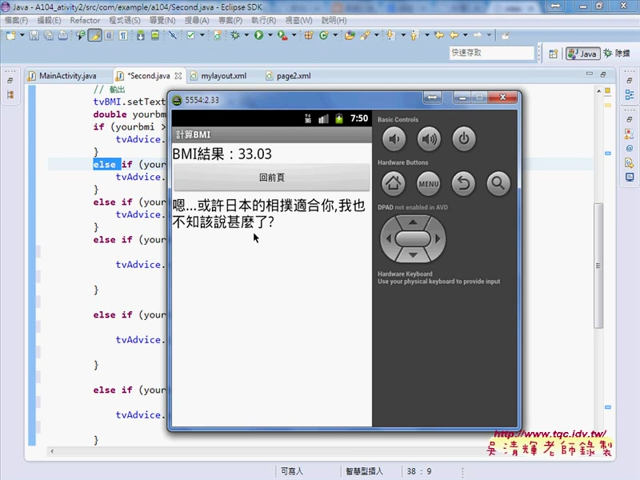 Java - A104_ativity2/src/com/example/a104/Second.java - Eclipse SDK
檔案(F) 編輯(E) Refactor 程式碼(S) 導覽(N) 搜尋(A) 專案(P) 執行(R) 視窗(W) 說明(H)
快速存取
Java
除錯
MainActivity.java
*Second.java
mylayout.xml
page2.xml
// 輸出
tvBMI.setText
double yourbm
if (yourbmi >
tvAdvice.
}
else if (your
tvAdvice.
}
else if (your
tvAdvice.
}
else if (your
tvAdvice.
}
else if (your
tvAdvice.
}
else if (your
tvAdvice.
}
5554:2.33
7:50
計算BMI
BMI結果：33.03
回前頁
嗯...或許日本的相撲適合你,我也
不知該說甚麼了?
Basic Controls
Hardware Buttons
MENU
DPAD not enabled in AVD
Hardware Keyboard
Use your physical keyboard to provide input
http://www.tqc.idv.tw/
吳清輝老師錄製
可寫入
智慧型插入
38 : 9